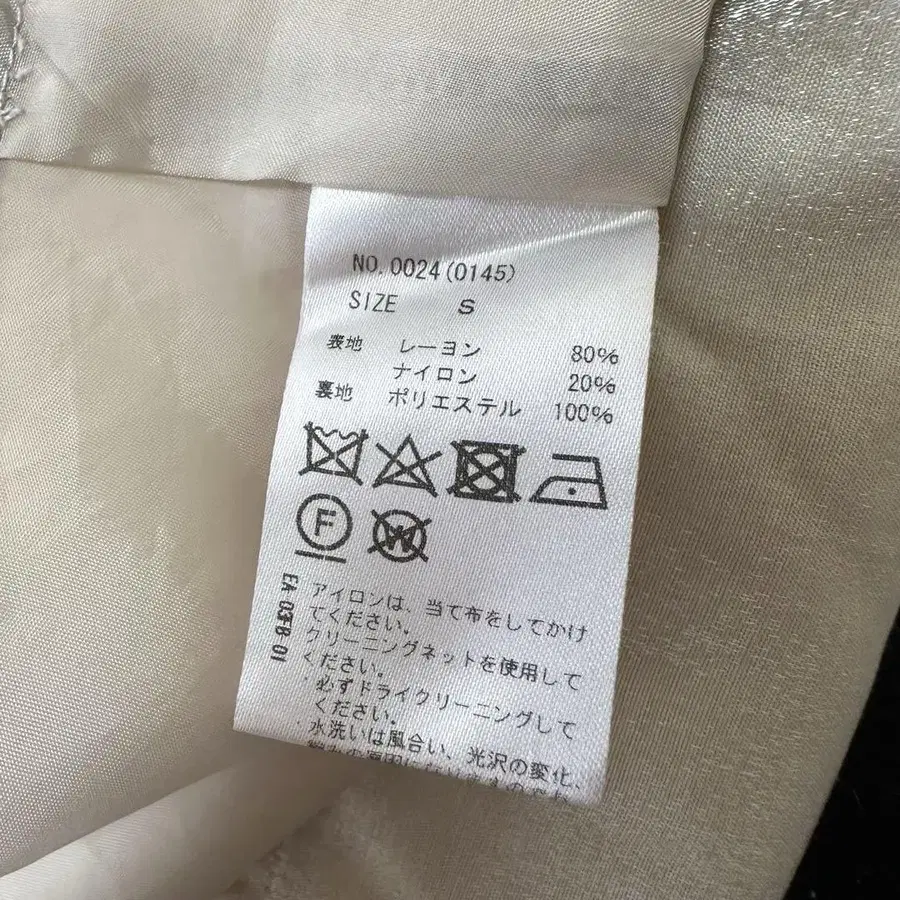 NO. 0024(0145)
SIZE S
表地 レーヨン 80%
ナイロン 20%
裏地 ポリエステル 100%
F
W
EA 03FB 01
アイロンは、当て布をしてかけ
てください。
クリーニングネットを使用して
ください。
・必ずドライクリーニングして
ください。
・水洗いは風合い、光沢の変化、